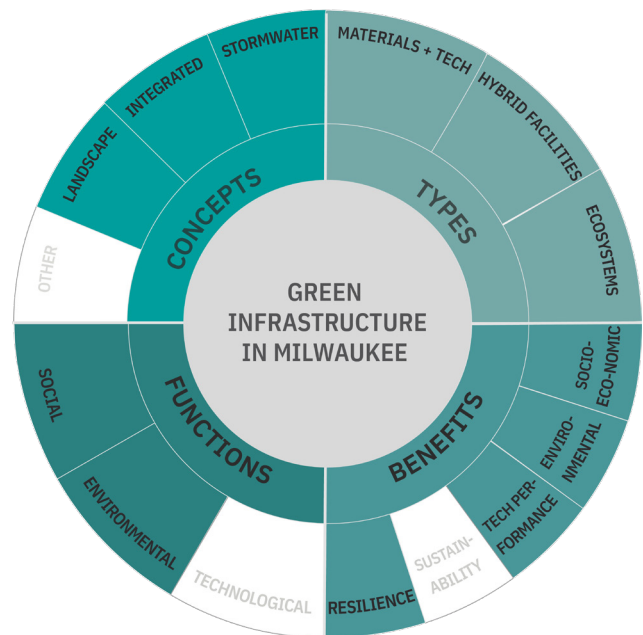 STORMWATER
INTEGRATED
LANDSCAPE
OTHER
CONCEPTS
MATERIALS + TECH
HYBRID FACILITIES
ECOSYSTEMS
TYPES
GREEN
INFRASTRUCTURE
IN MILWAUKEE
SOCIAL
ENVIRONMENTAL
TECHNOLOGICAL
FUNCTIONS
BENEFITS
SOCIO-
ECO-NOMIC
ENVIRO-
NMENTAL
TECH PER-
FORMANCE
SUSTAIN-
ABILITY
RESILIENCE